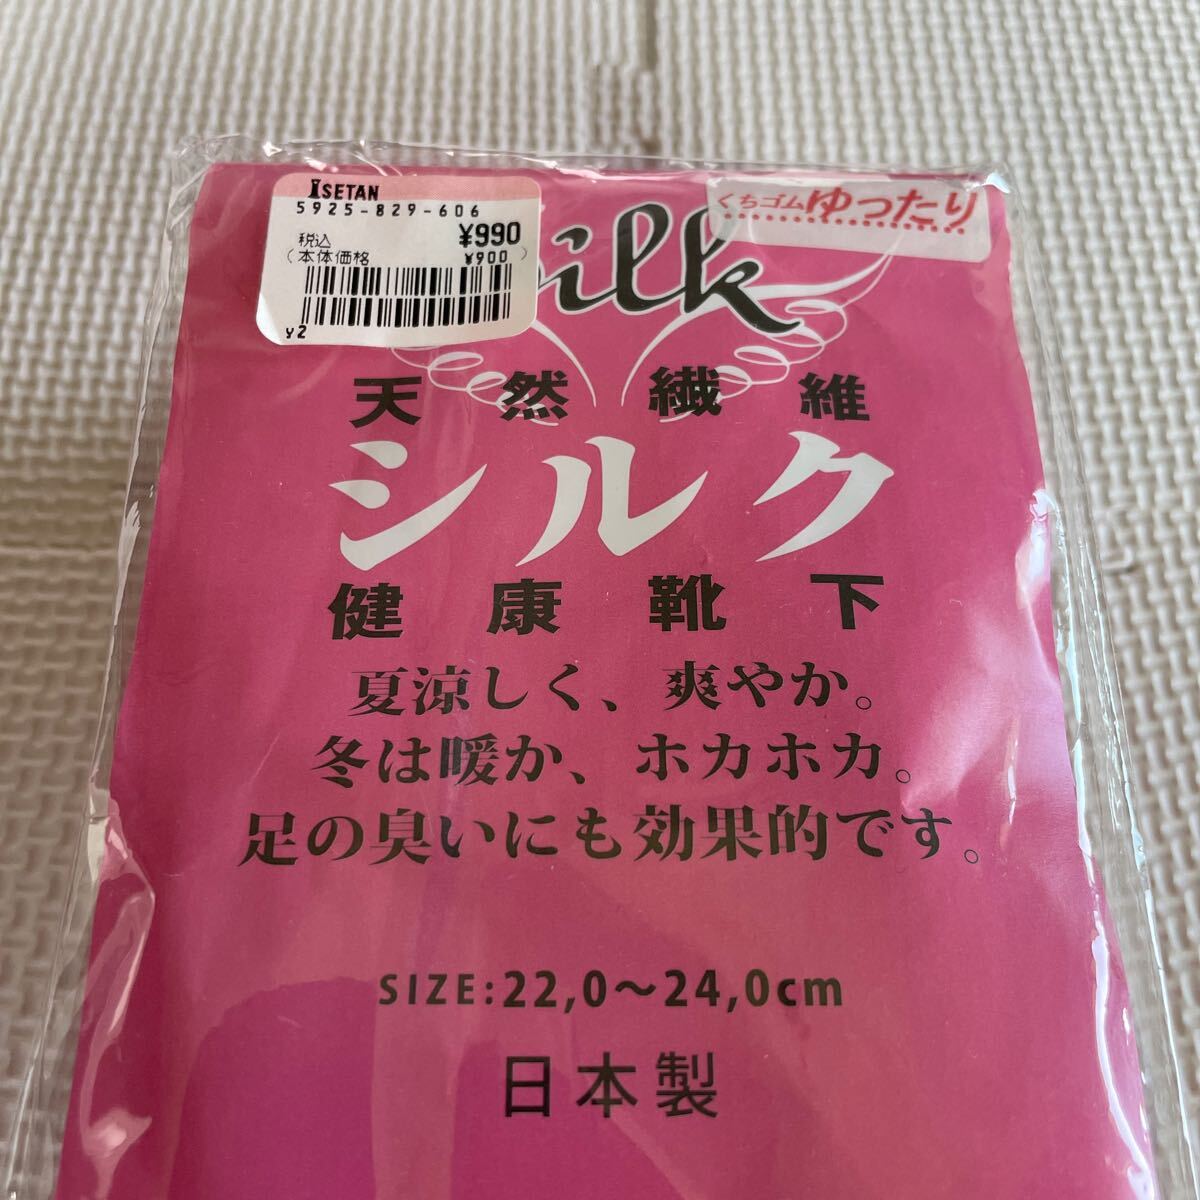 ISETAN
5925-829-606
税込 ¥990
(本体価格 ¥900)
Y2
くちゴムゆったり
silk
天然繊維
シルク
健康靴下
夏涼しく、爽やか。
冬は暖か、ホカホカ。
足の臭いにも効果的です。
SIZE:22,0～24,0cm
日本製